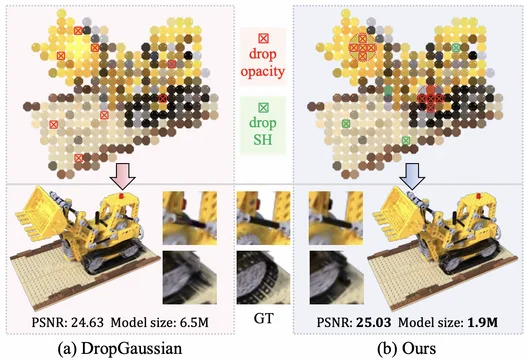 drop
opacity
drop
SH
PSNR: 24.63 Model size: 6.5M
GT
PSNR: 25.03 Model size: 1.9M
(a) DropGaussian
(b) Ours